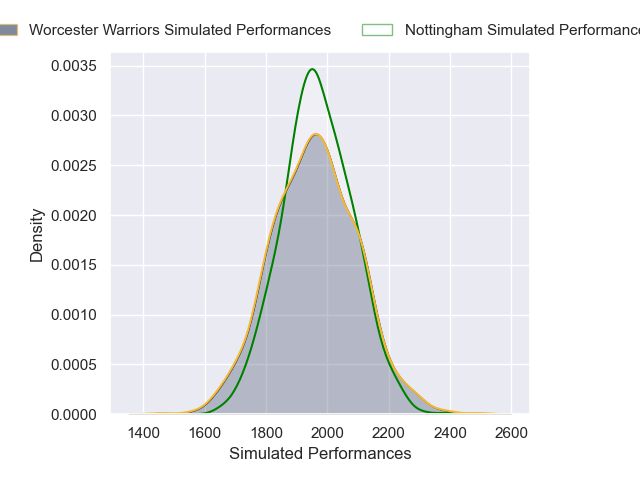 Worcester Warriors Simulated Performances
Nottingham Simulated Performance
0.0035
0.0030
0.0025
0.0020
0.0015
0.0010
0.0005
0.0000
Density
1400 1600 1800 2000 2200 2400 2600
Simulated Performances